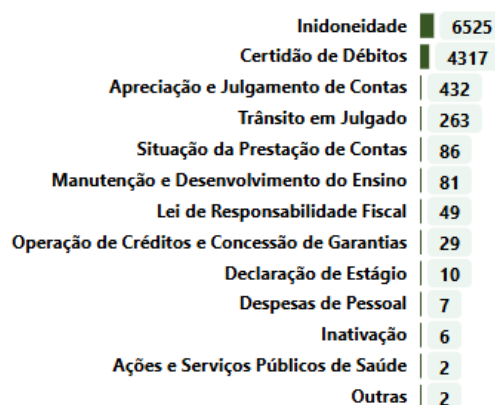 Inidoneidade 6525
Certidão de Débitos 4317
Apreciação e Julgamento de Contas 432
Trânsito em Julgado 263
Situação da Prestação de Contas 86
Manutenção e Desenvolvimento do Ensino 81
Lei de Responsabilidade Fiscal 49
Operação de Créditos e Concessão de Garantias 29
Declaração de Estágio 10
Despesas de Pessoal 7
Inativação 6
Ações e Serviços Públicos de Saúde 2
Outras 2